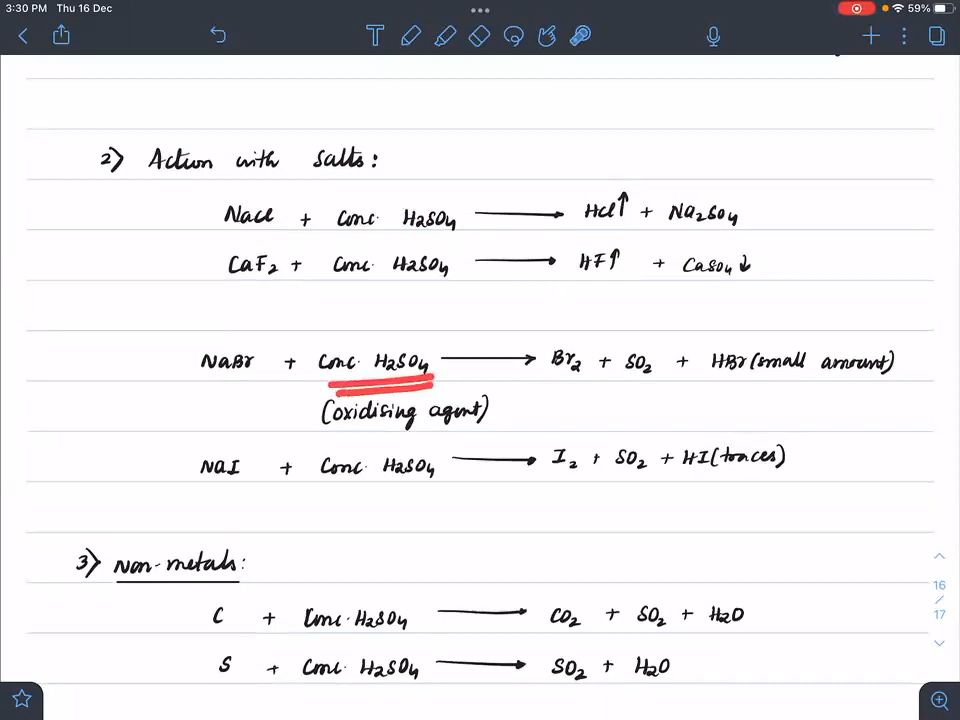 3:30 PM Thu 16 Dec
59%
2) Action with salts:
NaCl + Conc. H2SO4 ⟶ HCl↑ + Na2SO4
CaF2 + Conc. H2SO4 ⟶ HF↑ + CaSO4↓
NaBr + Conc. H2SO4 ⟶ Br2 + SO2 + HBr (small amount)
(oxidising agent)
NaI + Conc. H2SO4 ⟶ I2 + SO2 + HI (traces)
3) Non-metals:
C + Conc. H2SO4 ⟶ CO2 + SO2 + H2O
S + Conc. H2SO4 ⟶ SO2 + H2O
16
/
17